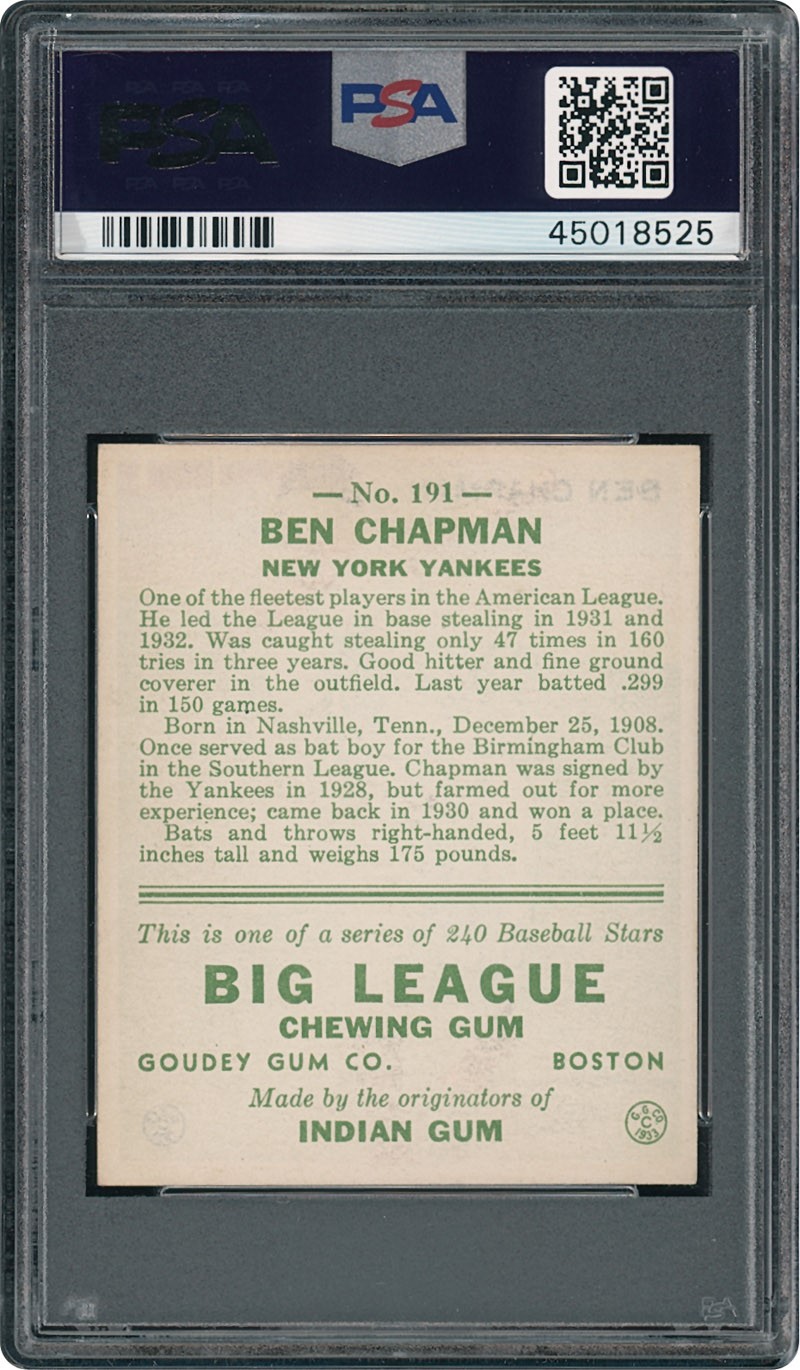 PSA PSA PSA
PSA
PSA PSA PSA
PSA
45018525
— No. 191 —
BEN CHAPMAN
NEW YORK YANKEES
One of the fleetest players in the American League.
He led the League in base stealing in 1931 and
1932. Was caught stealing only 47 times in 160
tries in three years. Good hitter and fine ground
coverer in the outfield. Last year batted .299
in 150 games.
Born in Nashville, Tenn., December 25, 1908.
Once served as bat boy for the Birmingham Club
in the Southern League. Chapman was signed by
the Yankees in 1928, but farmed out for more
experience; came back in 1930 and won a place.
Bats and throws right-handed, 5 feet 11½
inches tall and weighs 175 pounds.
This is one of a series of 240 Baseball Stars
BIG LEAGUE
CHEWING GUM
GOUDEY GUM CO. BOSTON
Made by the originators of
INDIAN GUM
G. G. CO.
C
1933
PSA